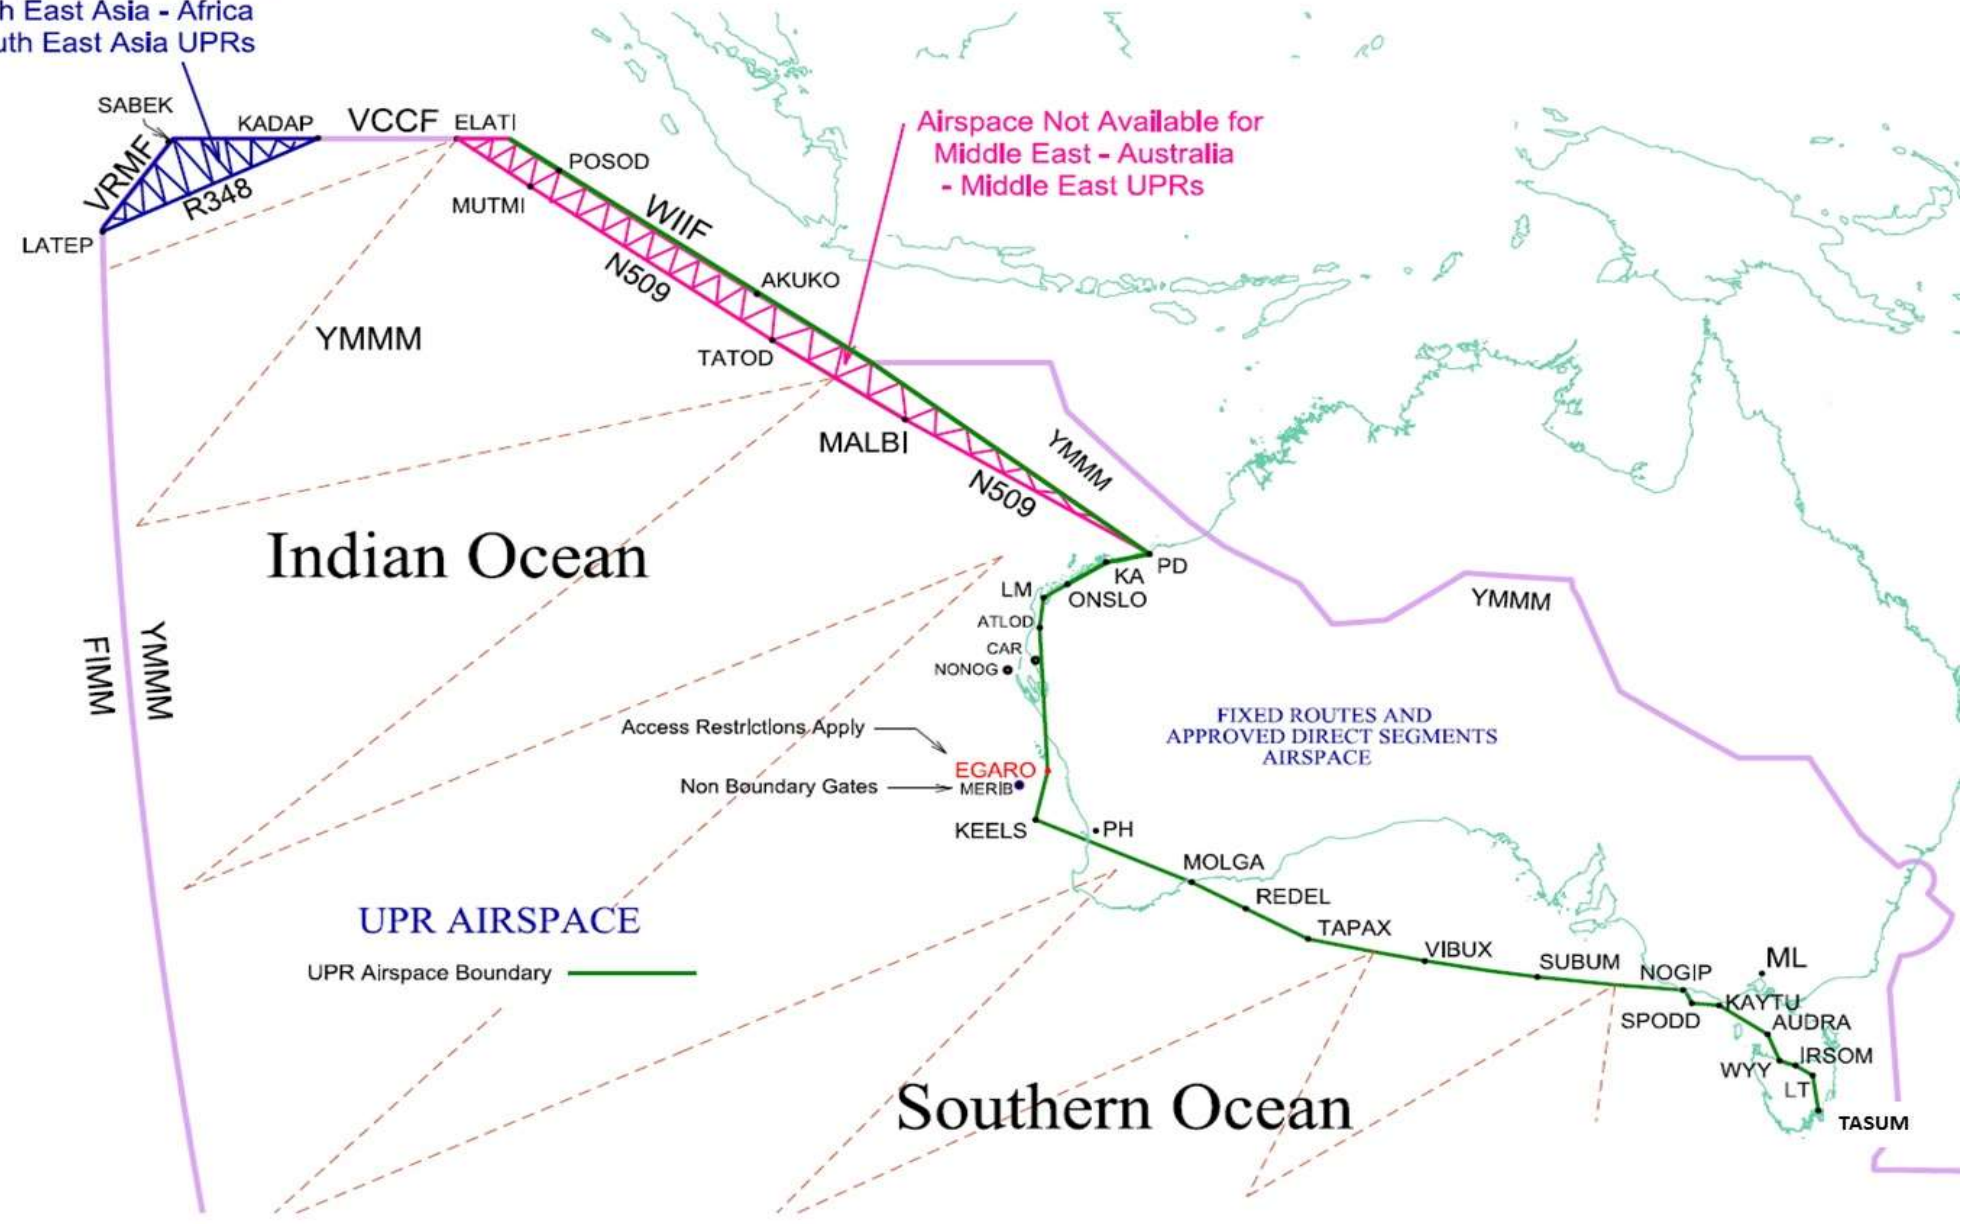 h East Asia - Africa
uth East Asia UPRs
SABEK
KADAP
VCCF
ELATI
VRMF
R348
LATEP
POSOD
MUTMI
WIIF
N509
AKUKO
TATOD
Airspace Not Available for
Middle East - Australia
- Middle East UPRs
YMMM
MALBI
N509
YMMM
Indian Ocean
PD
KA
LM
ONSLO
ATLOD
CAR
NONOG
YMMM
FIMM
YMMM
FIXED ROUTES AND
APPROVED DIRECT SEGMENTS
AIRSPACE
Access Restrictions Apply
EGARO
Non Boundary Gates
MERIB
KEELS
PH
MOLGA
REDEL
TAPAX
VIBUX
SUBUM
NOGIP
ML
UPR AIRSPACE
UPR Airspace Boundary
SPODD
KAYTU
AUDRA
IRSOM
WYY
LT
TASUM
Southern Ocean